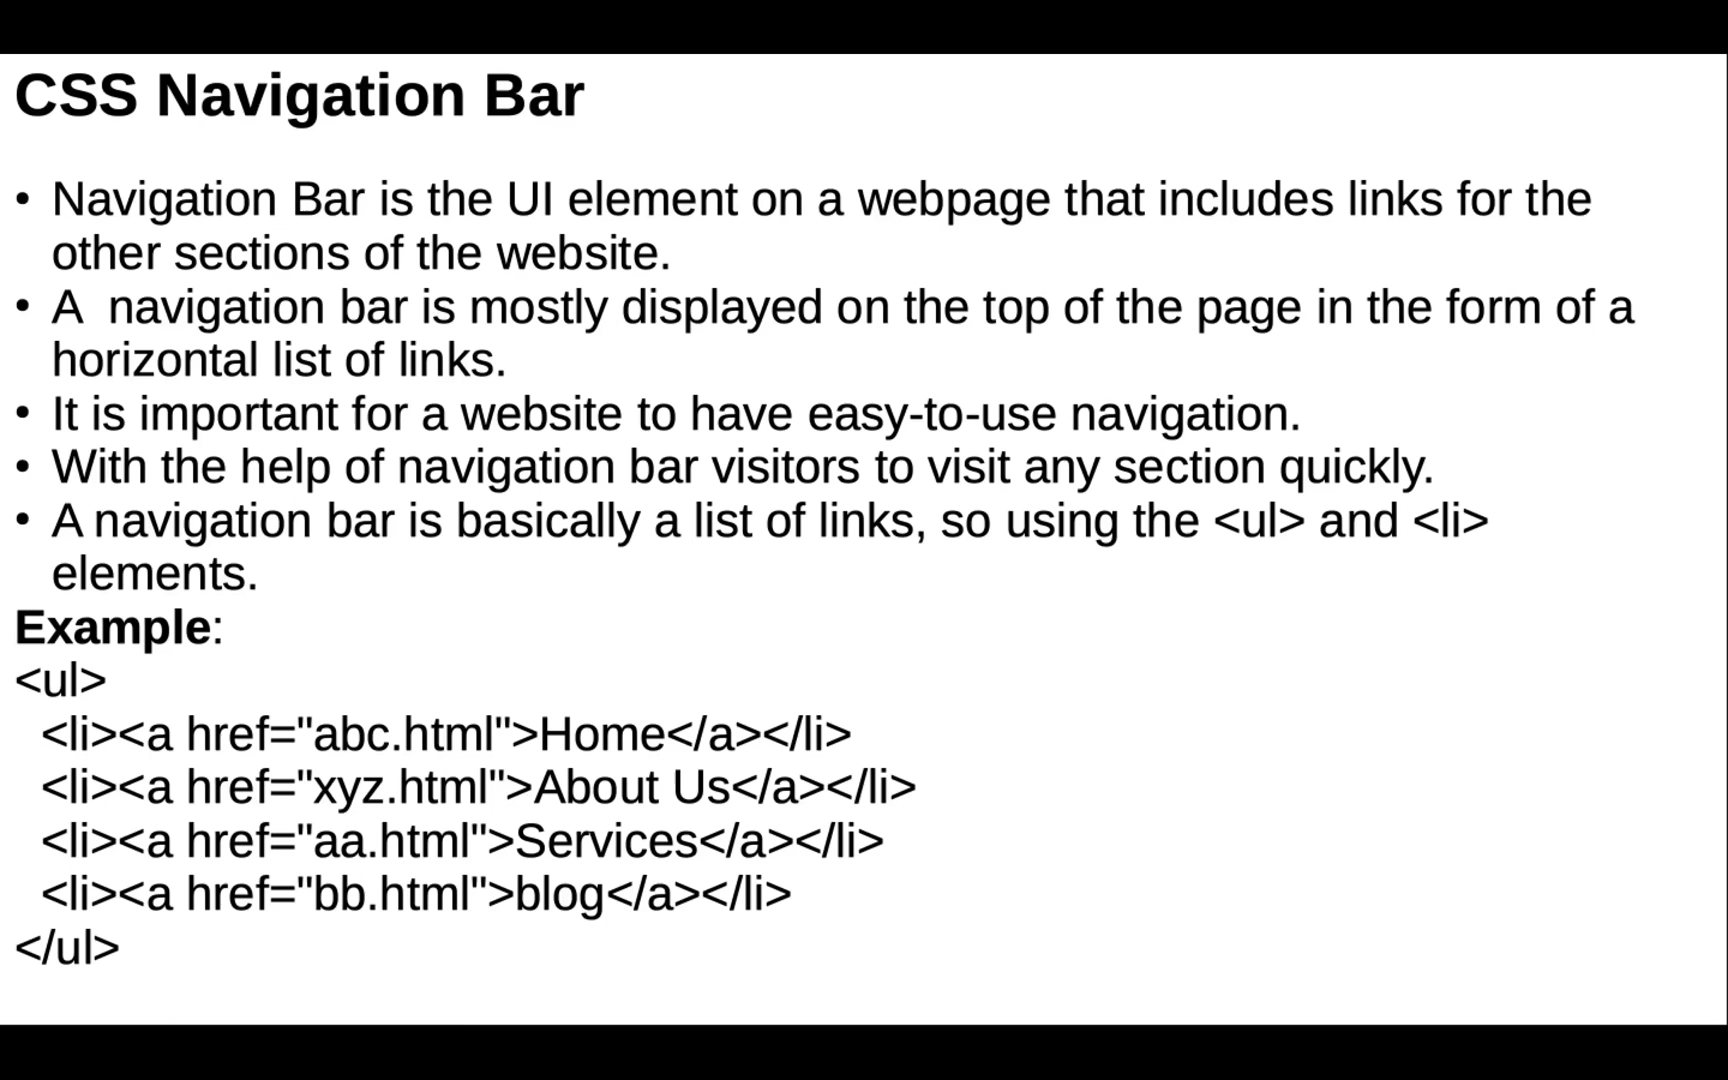 CSS Navigation Bar
• Navigation Bar is the UI element on a webpage that includes links for the
other sections of the website.
• A  navigation bar is mostly displayed on the top of the page in the form of a
horizontal list of links.
• It is important for a website to have easy-to-use navigation.
• With the help of navigation bar visitors to visit any section quickly.
• A navigation bar is basically a list of links, so using the <ul> and <li>
elements.
Example:
<ul>
  <li><a href="abc.html">Home</a></li>
  <li><a href="xyz.html">About Us</a></li>
  <li><a href="aa.html">Services</a></li>
  <li><a href="bb.html">blog</a></li>
</ul>